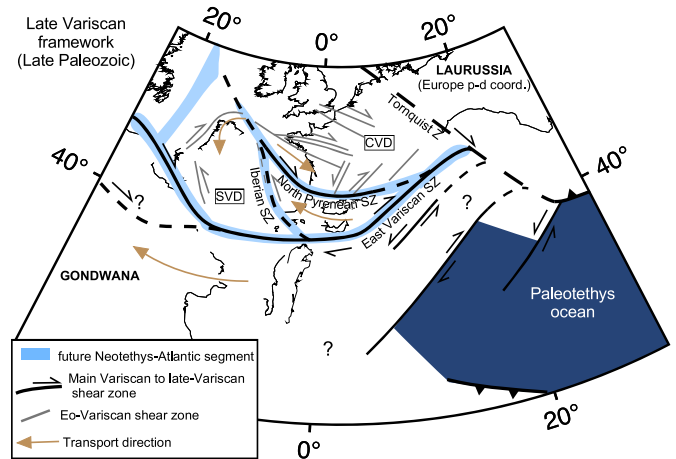 Late Variscan
framework
(Late Paleozoic)
20°
0°
20°
LAURUSSIA
(Europe p-d coord.)
Tornquist
CVD
40°
40°
?
SVD
Iberian SZ
North Pyrenean SZ
East Variscan SZ
?
GONDWANA
Paleotethys
ocean
?
future Neotethys-Atlantic segment
Main Variscan to late-Variscan
shear zone
Eo-Variscan shear zone
Transport direction
0°
20°